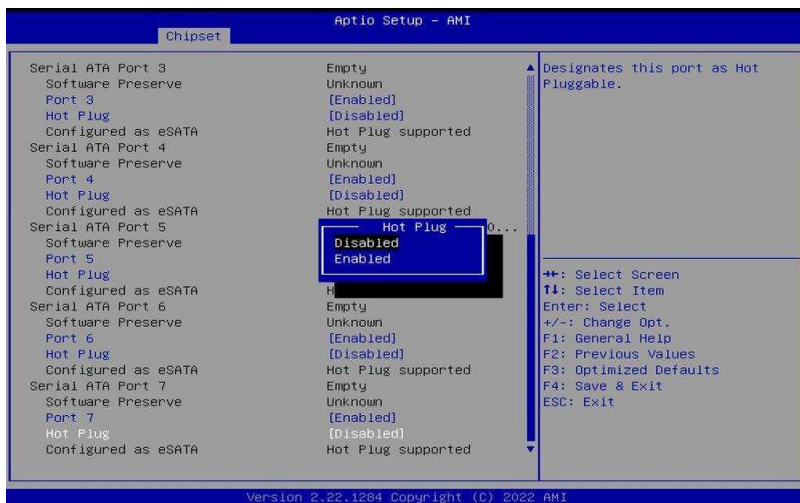 Aptio Setup - AMI
Chipset
Serial ATA Port 3 Empty
Software Preserve Unknown
Port 3 [Enabled]
Hot Plug [Disabled]
Configured as eSATA Hot Plug supported
Serial ATA Port 4 Empty
Software Preserve Unknown
Port 4 [Enabled]
Hot Plug [Disabled]
Configured as eSATA Hot Plug supported
Serial ATA Port 5
Software Preserve
Port 5
Hot Plug
Configured as eSATA H
Serial ATA Port 6 Empty
Software Preserve Unknown
Port 6 [Enabled]
Hot Plug [Disabled]
Configured as eSATA Hot Plug supported
Serial ATA Port 7 Empty
Software Preserve Unknown
Port 7 [Enabled]
Hot Plug [Disabled]
Configured as eSATA Hot Plug supported
Hot Plug
Disabled
Enabled
Designates this port as Hot
Pluggable.
→←: Select Screen
↑↓: Select Item
Enter: Select
+/-: Change Opt.
F1: General Help
F2: Previous Values
F3: Optimized Defaults
F4: Save & Exit
ESC: Exit
Version 2.22.1284 Copyright (C) 2022 AMI